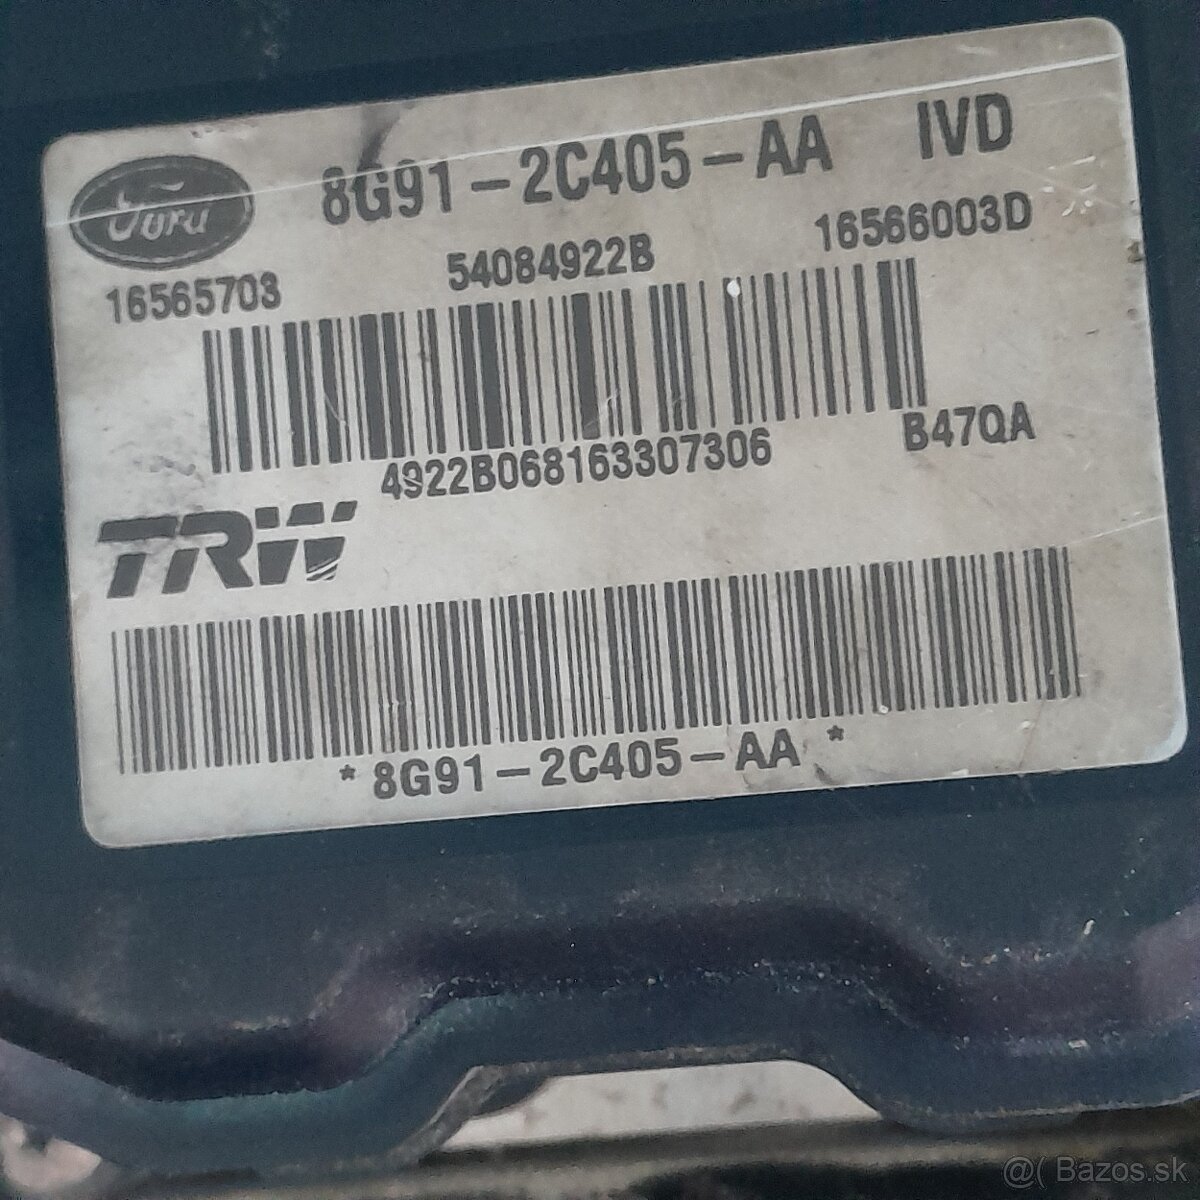 Ford
8G91-2C405-AA IVD
16565703 54084922B 16566003D
4922B068163307306 B47QA
TRW
* 8G91-2C405-AA *
@( Bazos.sk